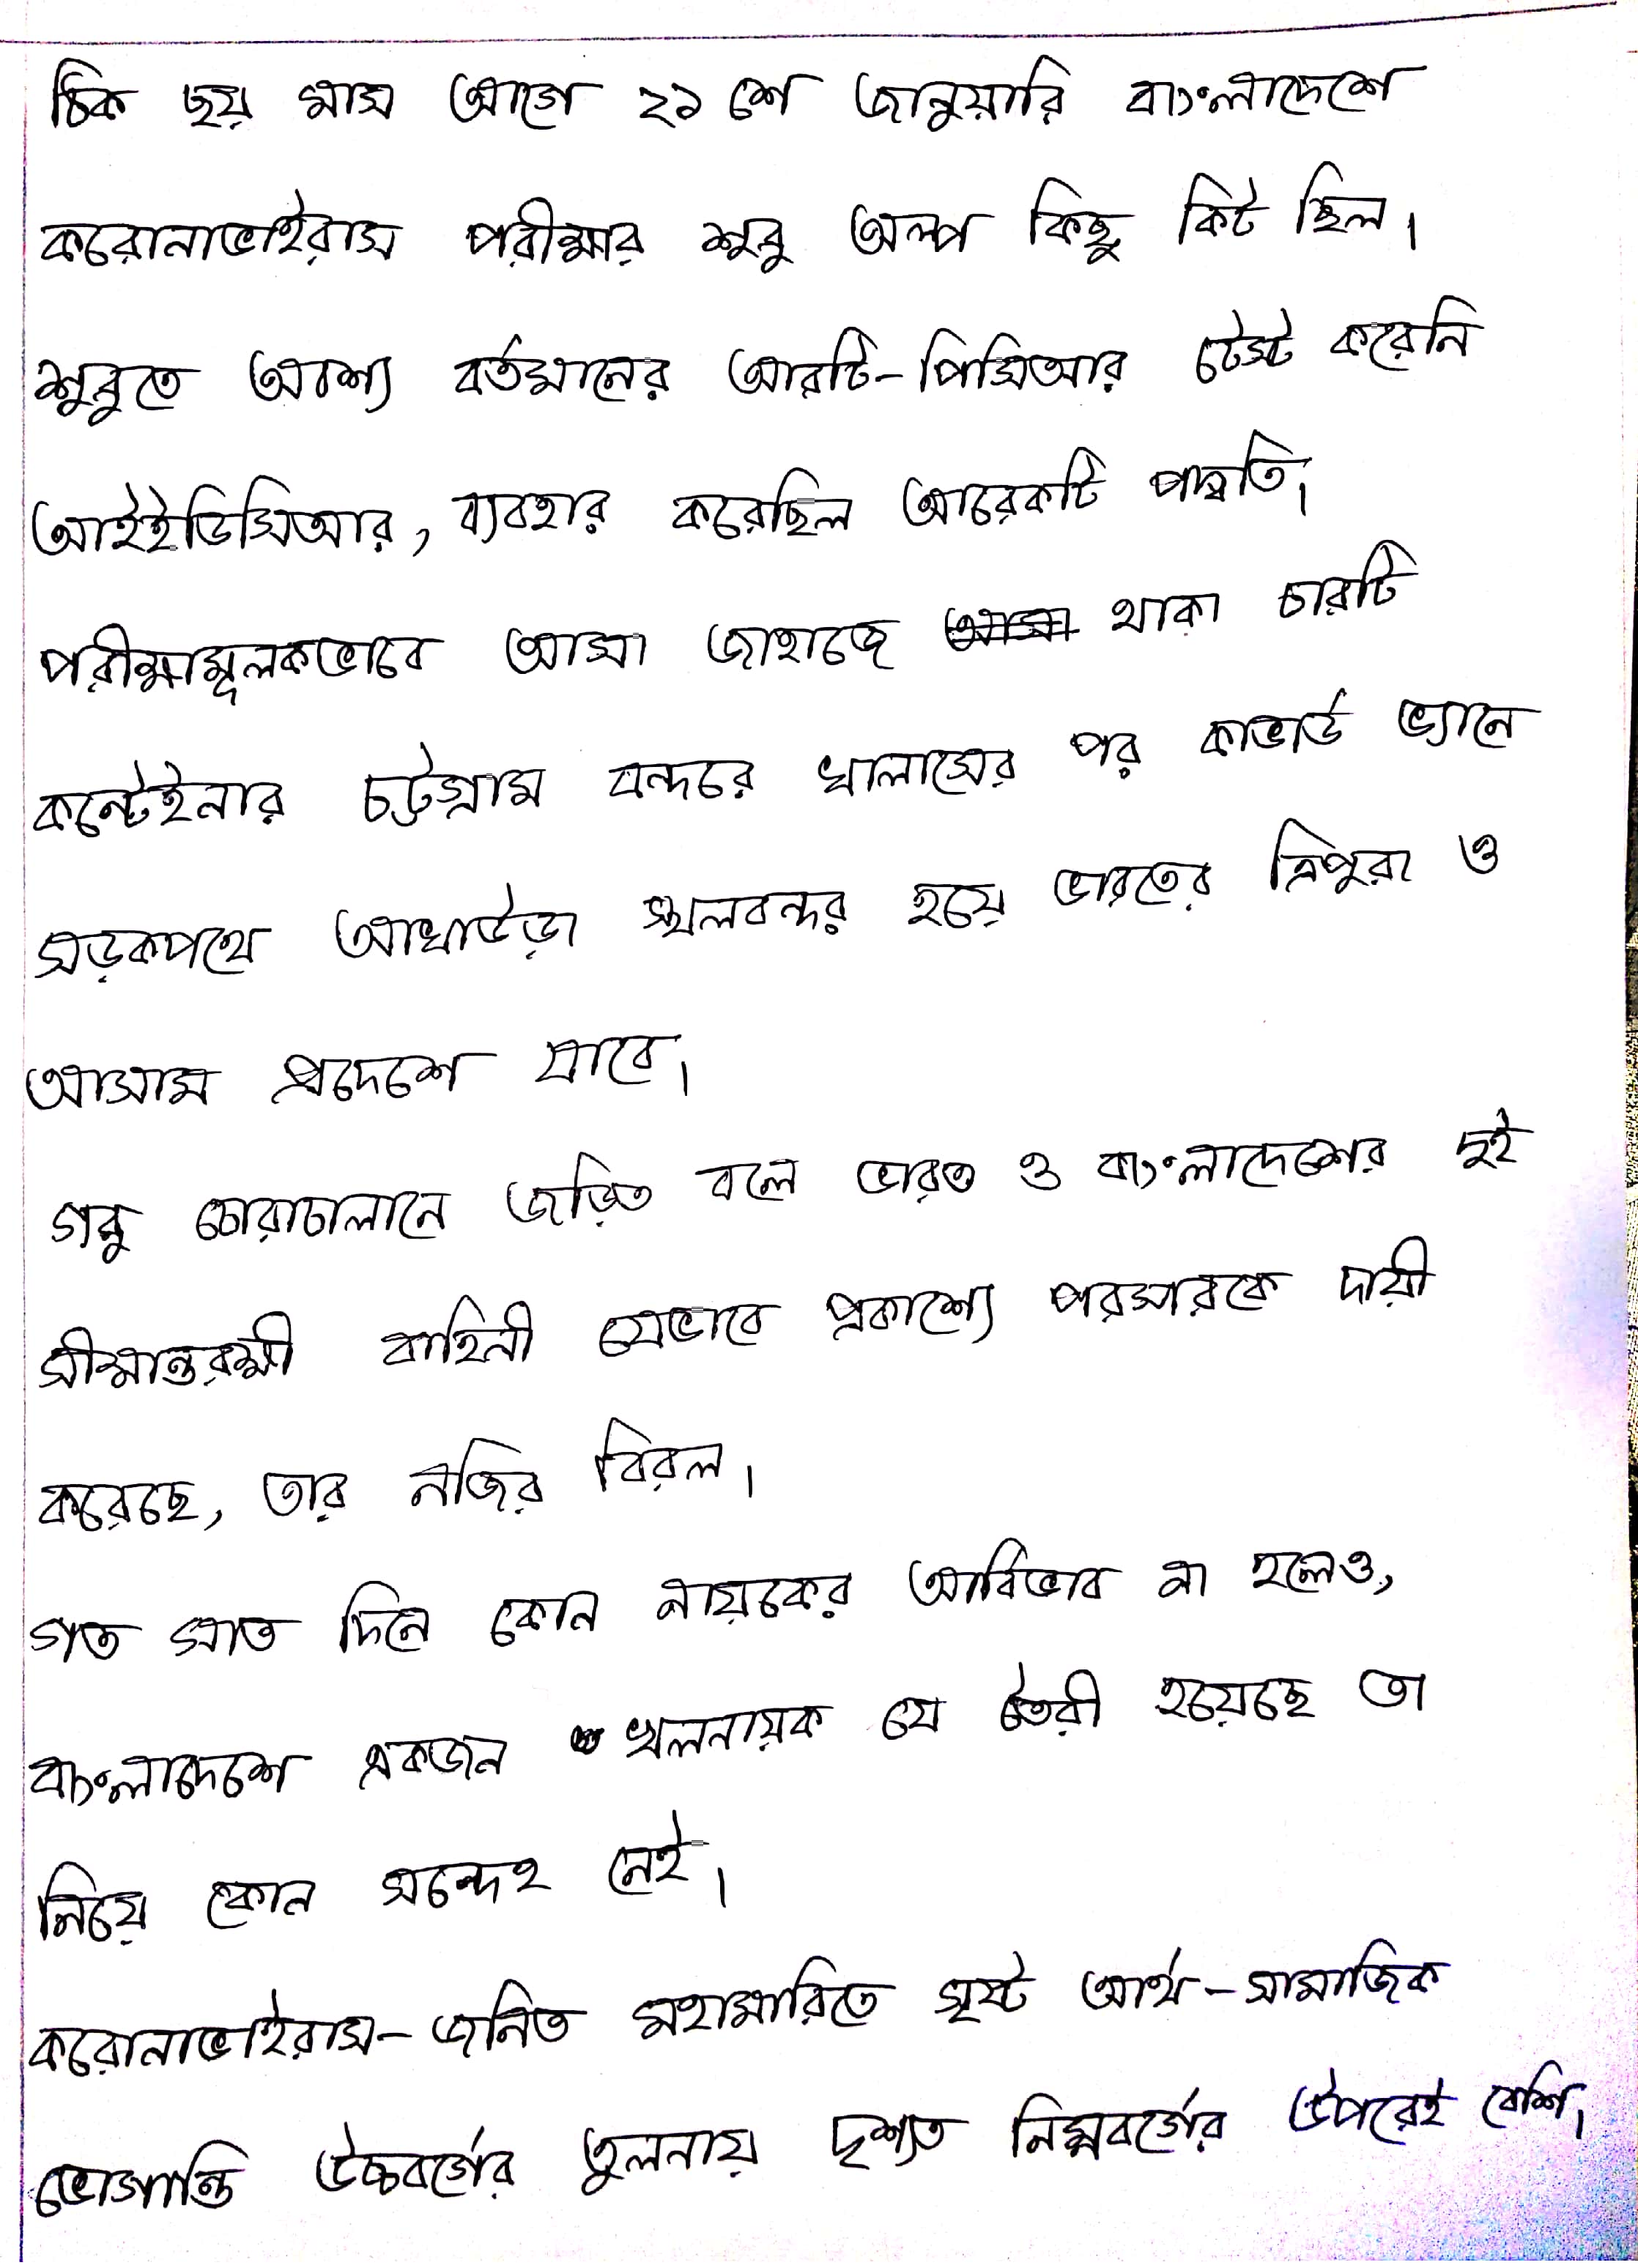 ঠিক ছয় মাস আগে ২১শে জানুয়ারি বাংলাদেশে
করোনাভাইরাস পরীক্ষার শুরু অল্প কিছু কিট ছিল।
শুরুতে অবশ্য বর্তমানের আরটি-পিসিআর টেস্ট করেনি
আইইডিসিআর, ব্যবহার করেছিল আরেকটি পদ্ধতি।
পরীক্ষামূলকভাবে আসা জাহাজে থাকা চারটি
কন্টেইনার চট্টগ্রাম বন্দরে খালাসের পর কাভার্ড ভ্যানে
সড়কপথে আখাউড়া স্থলবন্দর হয়ে ভারতের ত্রিপুরা ও
আসাম প্রদেশে যাবে।
গরু চোরাচালানে জড়িত বলে ভারত ও বাংলাদেশের দুই
সীমান্তরক্ষী বাহিনী যেভাবে প্রকাশ্যে পরস্পরকে দায়ী
করেছে, তার নজির বিরল।
গত সাত দিনে কোন নায়কের আবির্ভাব না হলেও,
বাংলাদেশে একজন খলনায়ক যে তৈরী হয়েছে তা
নিয়ে কোন সন্দেহ নেই।
করোনাভাইরাস-জনিত মহামারিতে সৃষ্ট আর্থ-সামাজিক
ভোগান্তি উচ্চবর্গের তুলনায় দৃশ্যত নিম্নবর্গের উপরেই বেশি।